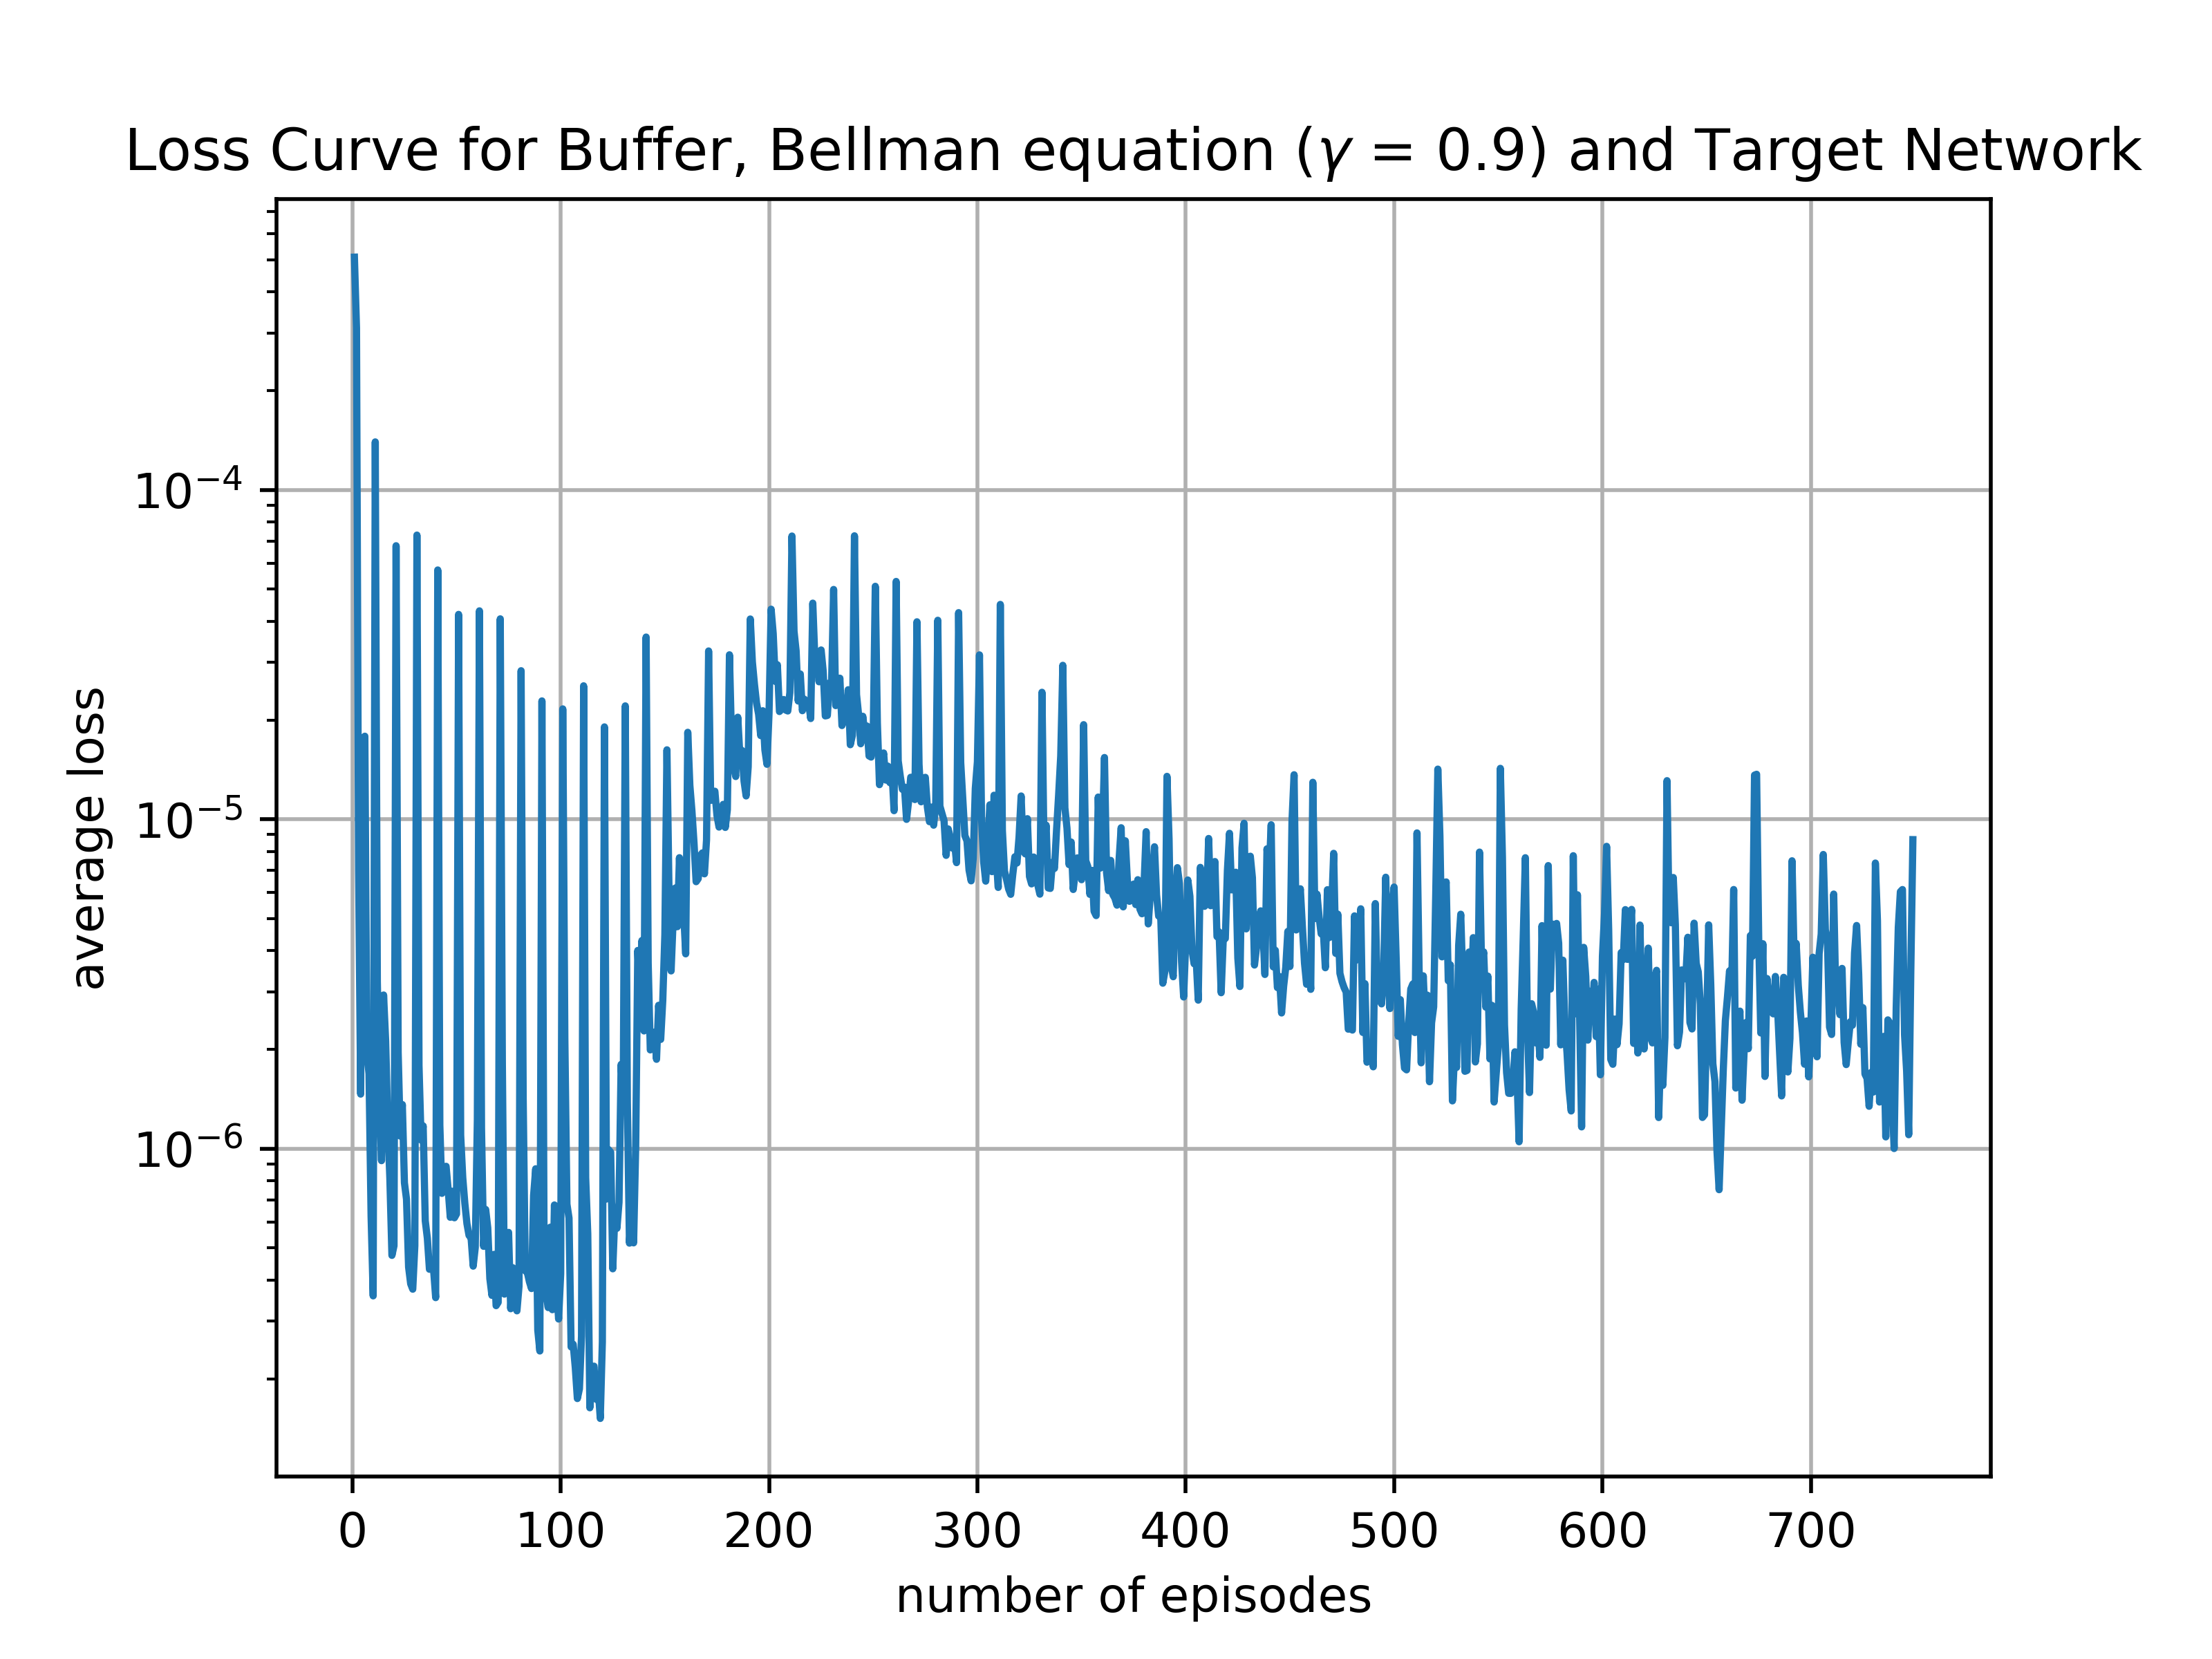 Loss Curve for Buffer, Bellman equation (γ = 0.9) and Target Network
average loss
10⁻⁴
10⁻⁵
10⁻⁶
0 100 200 300 400 500 600 700
number of episodes